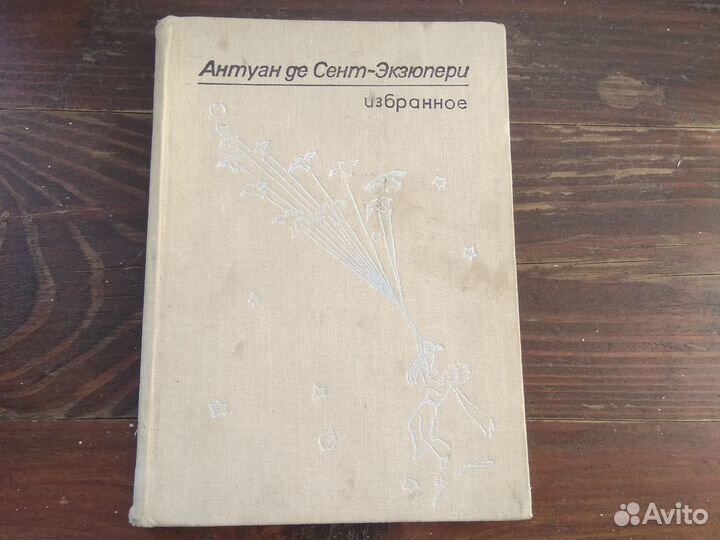 Антуан де Сент-Экзюпери
избранное
Avito